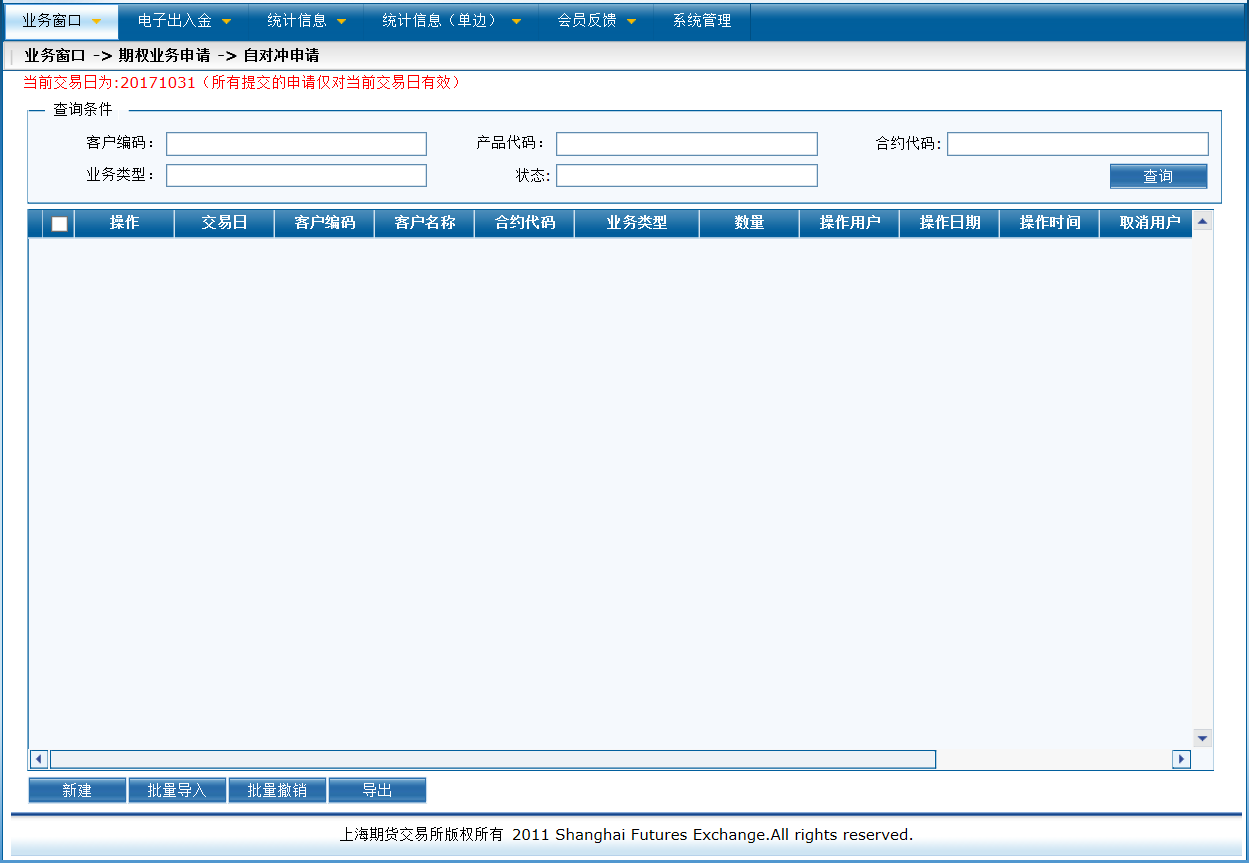 业务窗口 电子出入金 统计信息 统计信息（单边） 会员反馈 系统管理
业务窗口 -> 期权业务申请 -> 自对冲申请
当前交易日为:20171031（所有提交的申请仅对当前交易日有效）
查询条件
客户编码： 产品代码： 合约代码:
业务类型： 状态: 查询
操作 交易日 客户编码 客户名称 合约代码 业务类型 数量 操作用户 操作日期 操作时间 取消用户
新建 批量导入 批量撤销 导出
上海期货交易所版权所有 2011 Shanghai Futures Exchange.All rights reserved.